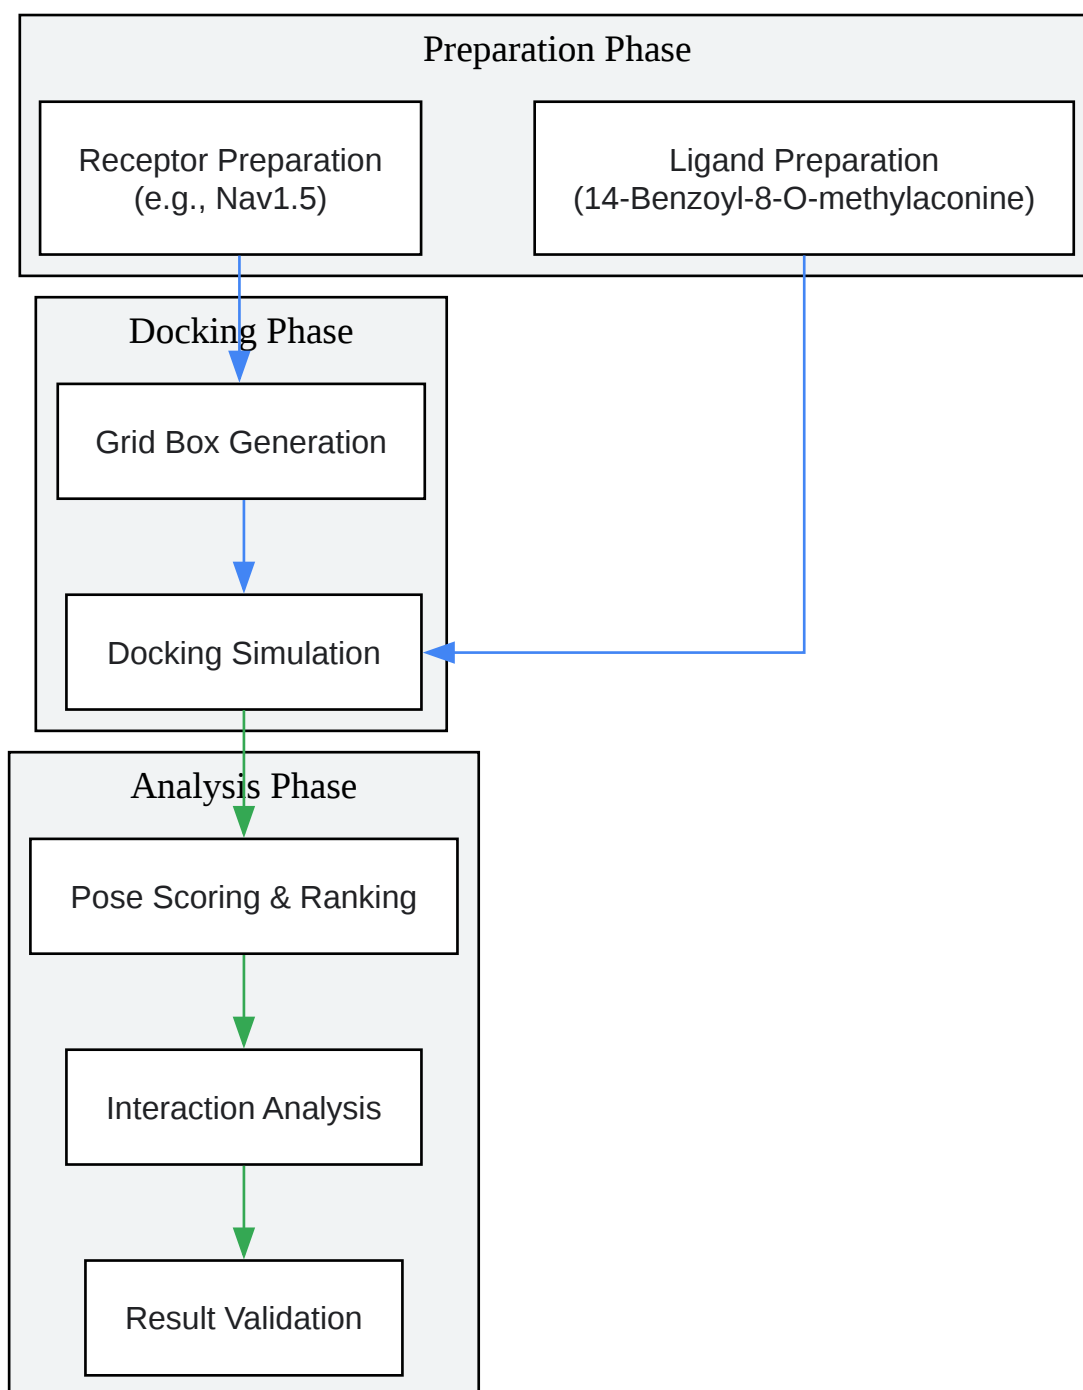 Preparation Phase
Receptor Preparation
(e.g., Nav1.5)
Ligand Preparation
(14-Benzoyl-8-O-methylaconine)
Docking Phase
Grid Box Generation
Docking Simulation
Analysis Phase
Pose Scoring & Ranking
Interaction Analysis
Result Validation